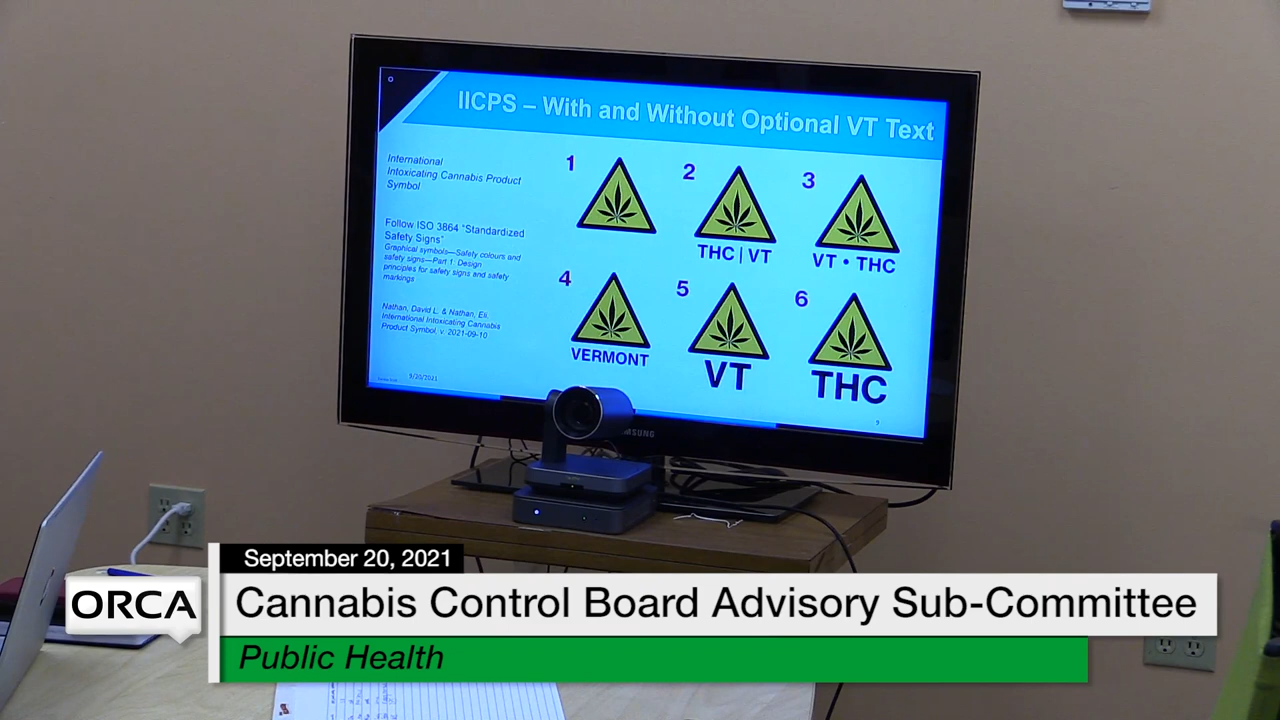 IICPS – With and Without Optional VT Text
International
Intoxicating Cannabis Product
Symbol
Follow ISO 3864 "Standardized
Safety Signs"
Graphical symbols—Safety colours and
safety signs—Part 1: Design
principles for safety signs and safety
markings
Nathan, David L. & Nathan, Eli.
International Intoxicating Cannabis
Product Symbol, v. 2021-09-10
9/20/2021
1
2
THC | VT
3
VT • THC
4
VERMONT
5
VT
6
THC
9
September 20, 2021
ORCA
Cannabis Control Board Advisory Sub-Committee
Public Health